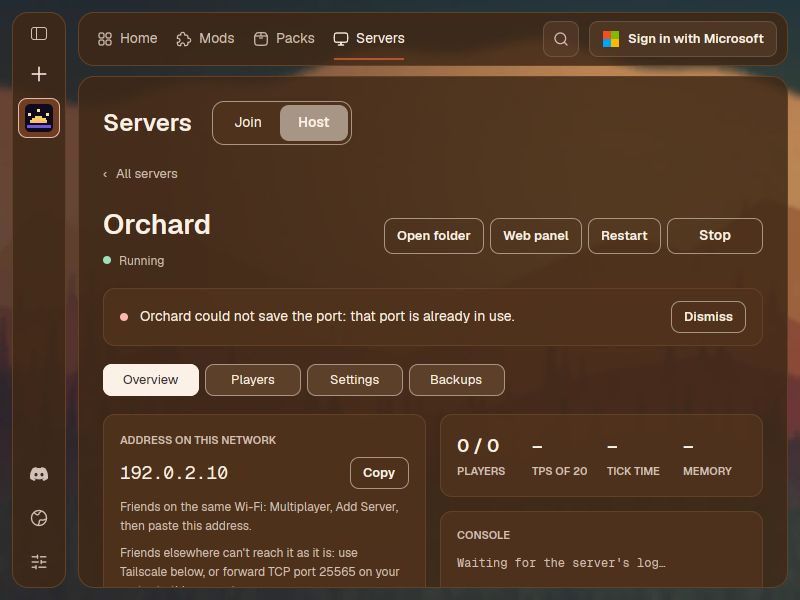 Home
Mods
Packs
Servers
Sign in with Microsoft
Servers
Join
Host
‹ All servers
Orchard
Running
Open folder
Web panel
Restart
Stop
Orchard could not save the port: that port is already in use.
Dismiss
Overview
Players
Settings
Backups
ADDRESS ON THIS NETWORK
192.0.2.10
Copy
Friends on the same Wi-Fi: Multiplayer, Add Server,
then paste this address.
Friends elsewhere can't reach it as it is: use
Tailscale below, or forward TCP port 25565 on your
0 / 0
PLAYERS
–
TPS OF 20
–
TICK TIME
–
MEMORY
CONSOLE
Waiting for the server's log…